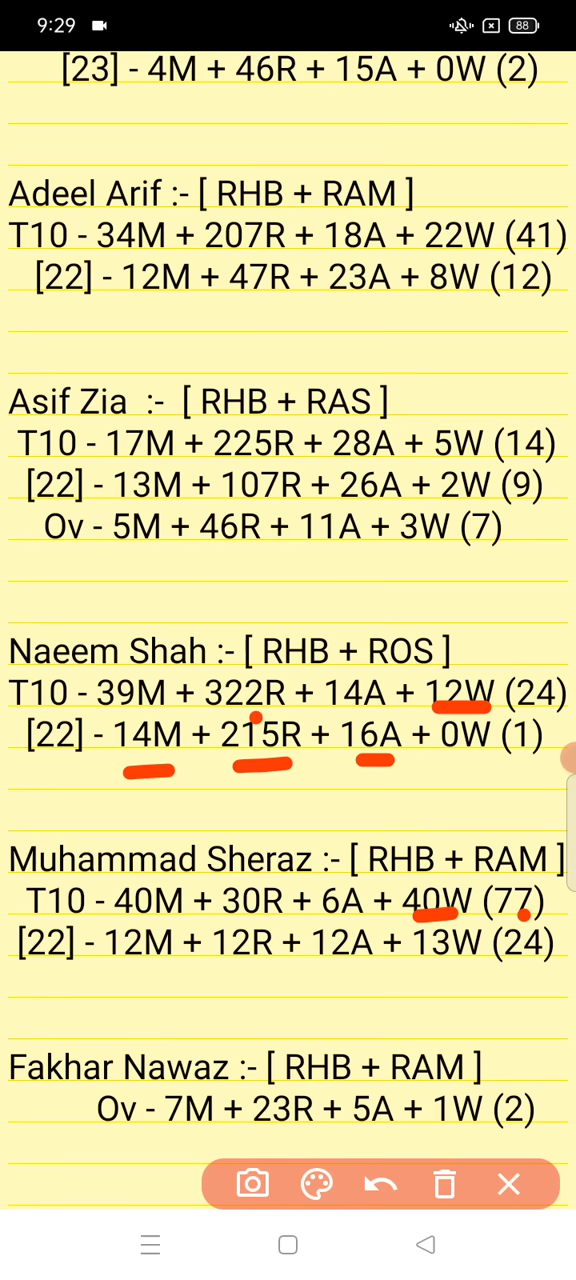 9:29
88
[23] - 4M + 46R + 15A + 0W (2)
Adeel Arif :- [ RHB + RAM ]
T10 - 34M + 207R + 18A + 22W (41)
[22] - 12M + 47R + 23A + 8W (12)
Asif Zia :- [ RHB + RAS ]
T10 - 17M + 225R + 28A + 5W (14)
[22] - 13M + 107R + 26A + 2W (9)
Ov - 5M + 46R + 11A + 3W (7)
Naeem Shah :- [ RHB + ROS ]
T10 - 39M + 322R + 14A + 12W (24)
[22] - 14M + 215R + 16A + 0W (1)
Muhammad Sheraz :- [ RHB + RAM ]
T10 - 40M + 30R + 6A + 40W (77)
[22] - 12M + 12R + 12A + 13W (24)
Fakhar Nawaz :- [ RHB + RAM ]
Ov - 7M + 23R + 5A + 1W (2)